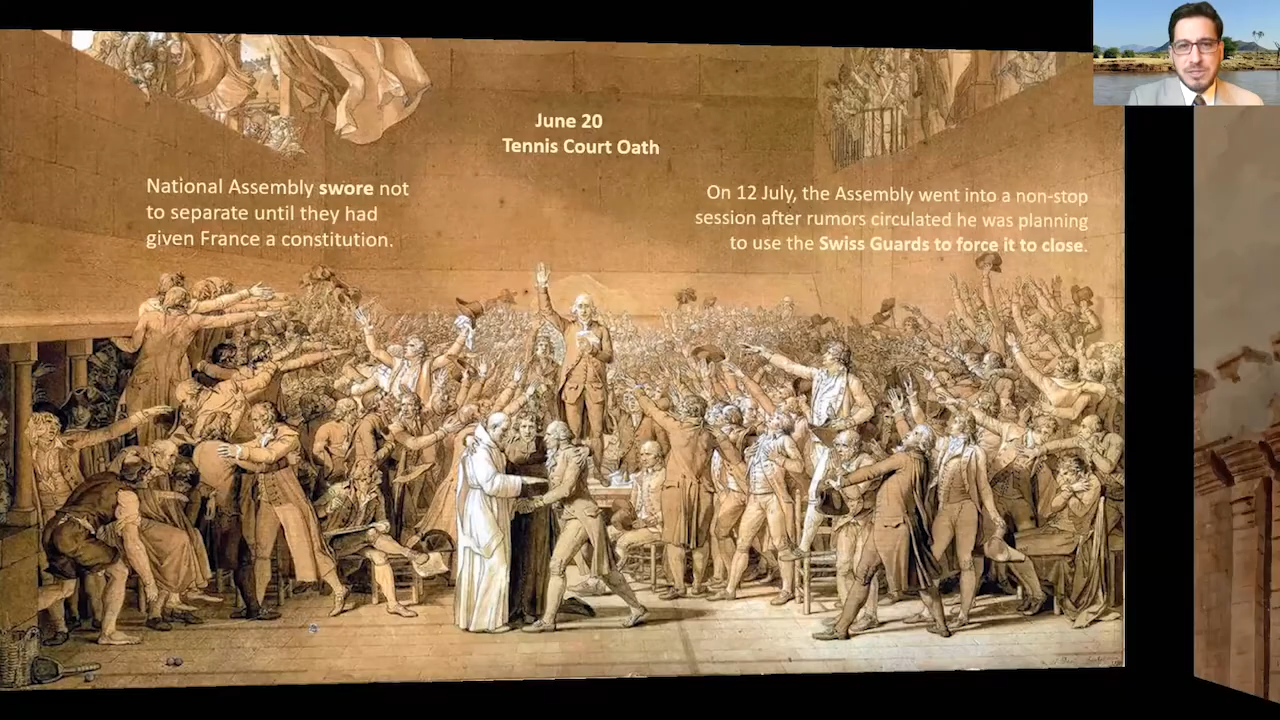 June 20
Tennis Court Oath
National Assembly swore not
to separate until they had
given France a constitution.
On 12 July, the Assembly went into a non-stop
session after rumors circulated he was planning
to use the Swiss Guards to force it to close.